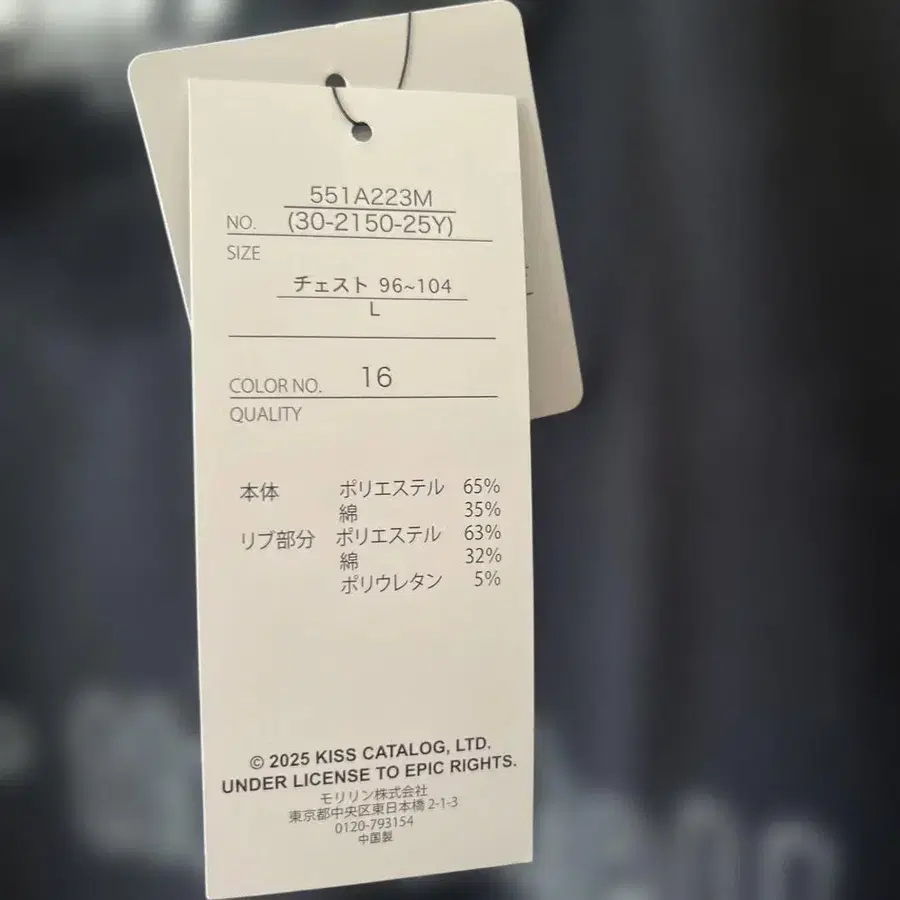 551A223M
NO. (30-2150-25Y)
SIZE
チェスト 96~104
L
COLOR NO. 16
QUALITY
本体 ポリエステル 65%
綿 35%
リブ部分 ポリエステル 63%
綿 32%
ポリウレタン 5%
© 2025 KISS CATALOG, LTD.
UNDER LICENSE TO EPIC RIGHTS.
モリリン株式会社
東京都中央区東日本橋 2-1-3
0120-793154
中国製